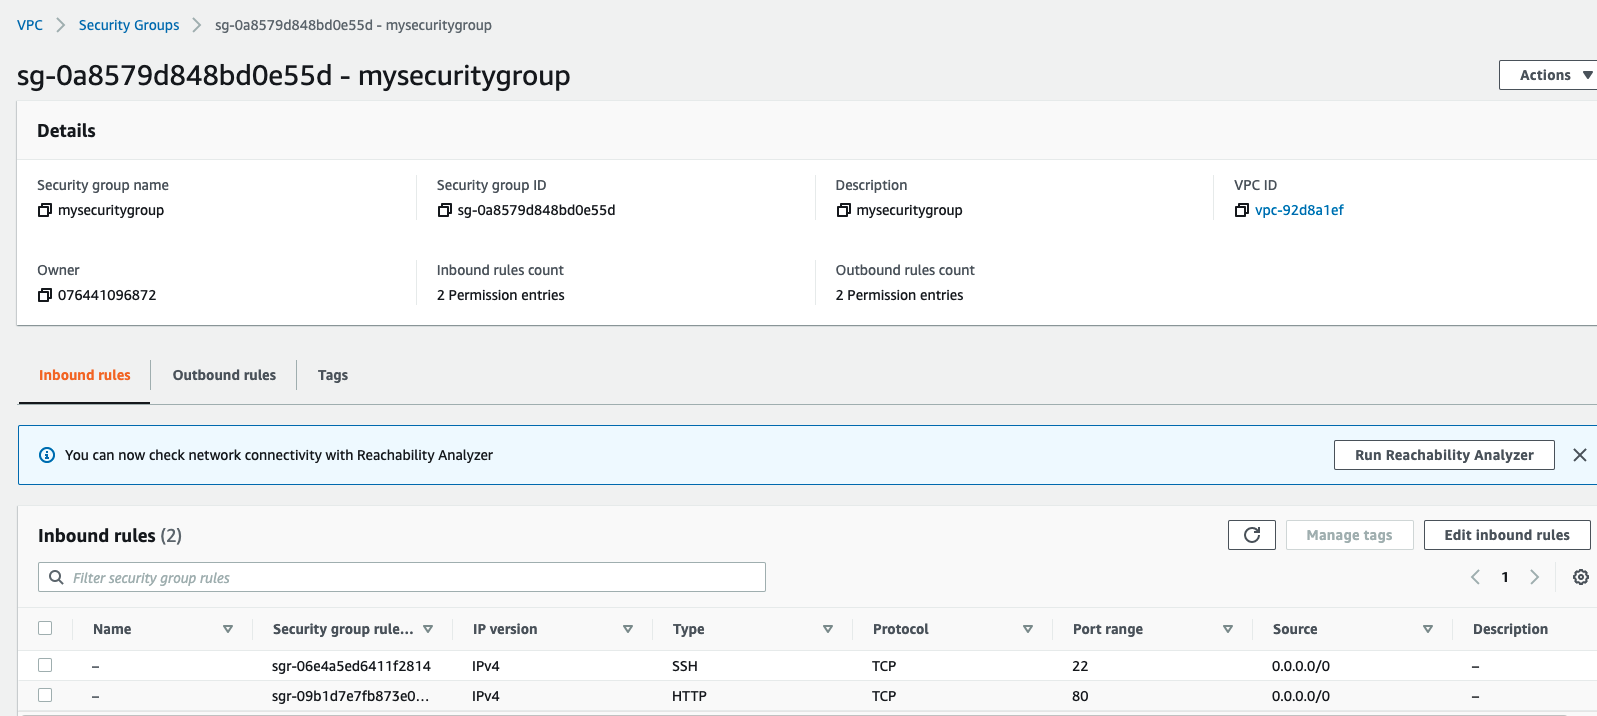 VPC > Security Groups > sg-0a8579d848bd0e55d - mysecuritygroup
sg-0a8579d848bd0e55d - mysecuritygroup
Actions
Details
Security group name
Security group ID
Description
VPC ID
mysecuritygroup
sg-0a8579d848bd0e55d
mysecuritygroup
vpc-92d8a1ef
Owner
Inbound rules count
Outbound rules count
076441096872
2 Permission entries
2 Permission entries
Inbound rules
Outbound rules
Tags
You can now check network connectivity with Reachability Analyzer
Run Reachability Analyzer
Inbound rules (2)
Manage tags
Edit inbound rules
Filter security group rules
1
Name Security group rule... IP version Type Protocol Port range Source Description
– sgr-06e4a5ed6411f2814 IPv4 SSH TCP 22 0.0.0.0/0 –
– sgr-09b1d7e7fb873e0... IPv4 HTTP TCP 80 0.0.0.0/0 –